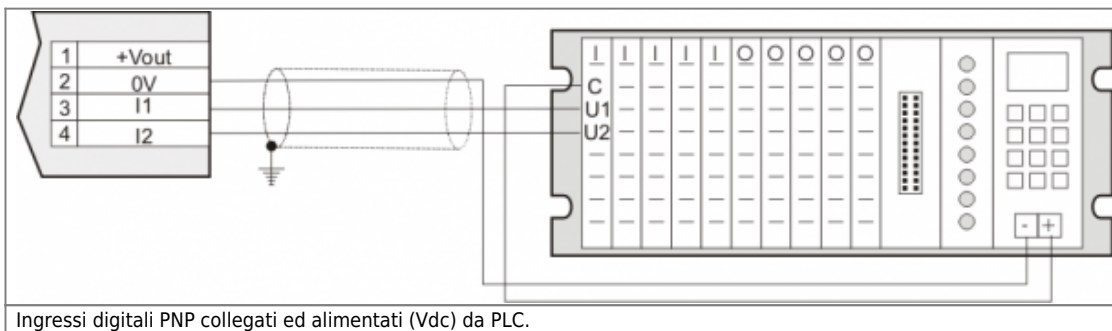 1 +Vout
2 0V
3 I1
4 I2
I I I I I O O O O O
C
U1
U2
- +
Ingressi digitali PNP collegati ed alimentati (Vdc) da PLC.